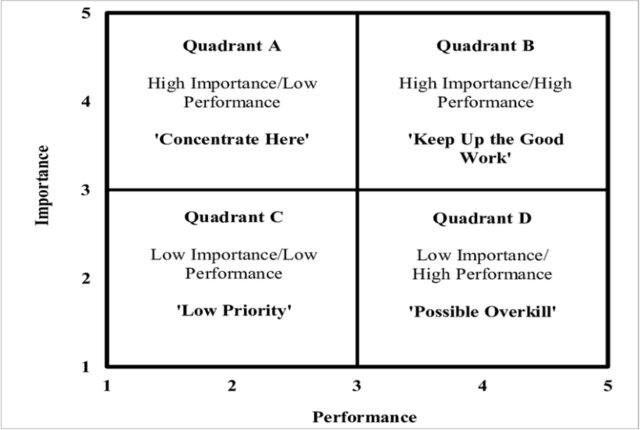 5
Quadrant A
High Importance/Low
Performance
'Concentrate Here'
Quadrant B
High Importance/High
Performance
'Keep Up the Good
Work'
4
Importance
3
Quadrant C
Low Importance/Low
Performance
'Low Priority'
Quadrant D
Low Importance/
High Performance
'Possible Overkill'
2
1
1 2 3 4 5
Performance